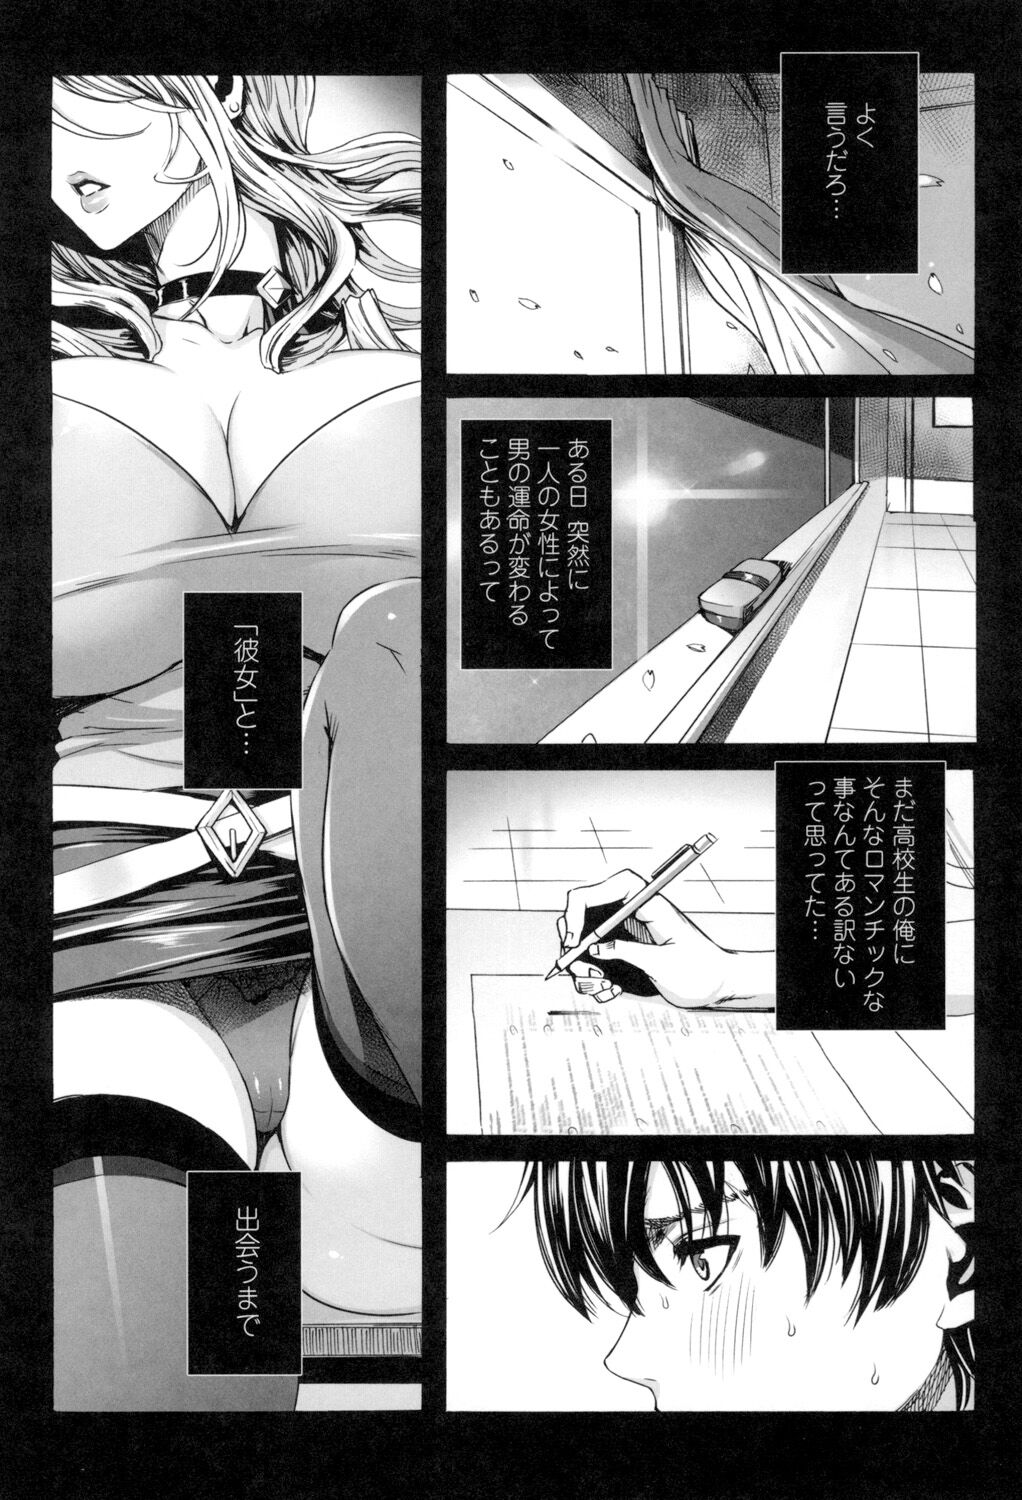 よく
言うだろ…
ある日 突然に
一人の女性によって
男の運命が変わる
こともあるって
まだ高校生の俺に
そんなロマンチックな
事なんてある訳ない
って思ってた…
「彼女」と…
出会うまで